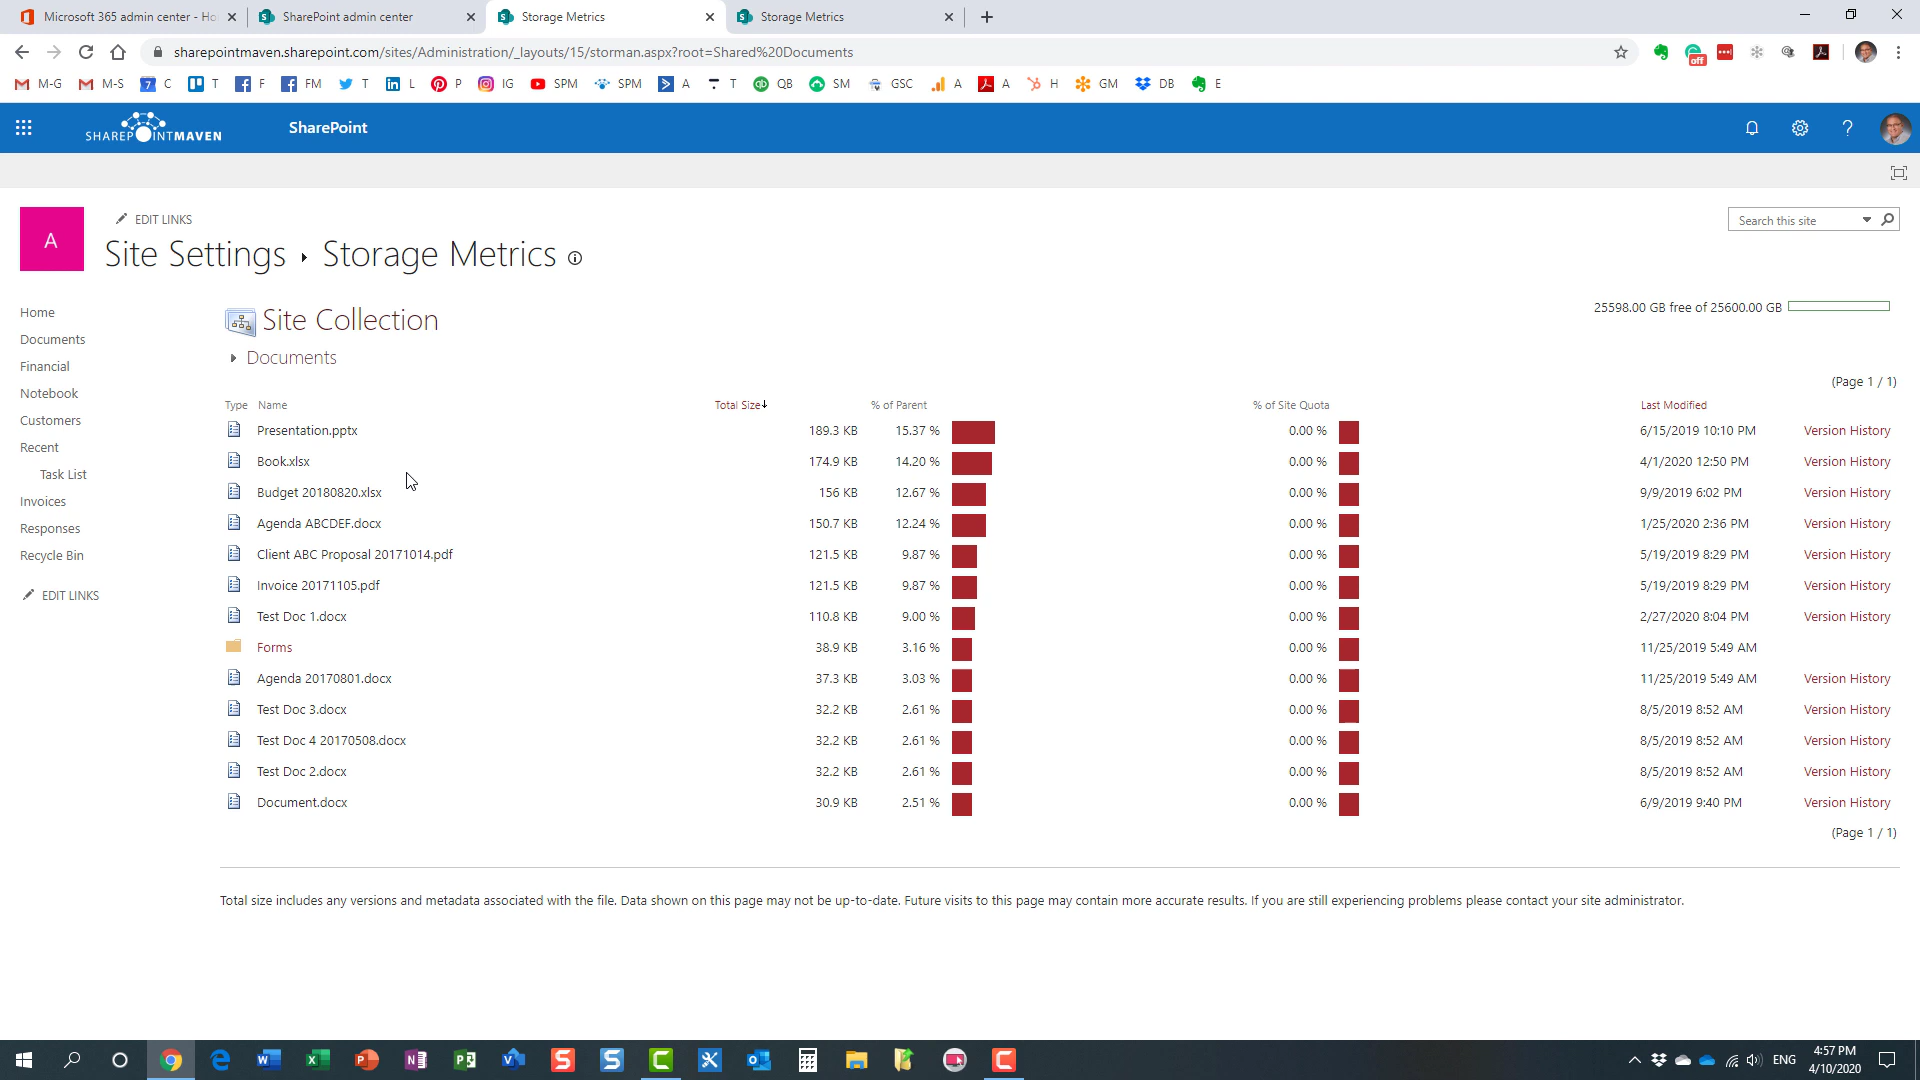 Microsoft 365 admin center - Ho
SharePoint admin center
Storage Metrics
Storage Metrics
sharepointmaven.sharepoint.com/sites/Administration/_layouts/15/storman.aspx?root=Shared%20Documents
off
M-G M-S 7 C T F FM T L P IG SPM SPM A T QB SM GSC A A H GM DB E
SHAREPOINTMAVEN
SharePoint
?
A
EDIT LINKS
Search this site
Site Settings Storage Metrics
Home
Documents
Financial
Notebook
Customers
Recent
Task List
Invoices
Responses
Recycle Bin
EDIT LINKS
Site Collection
25598.00 GB free of 25600.00 GB
Documents
(Page 1 / 1)
Type Name Total Size % of Parent % of Site Quota Last Modified
Presentation.pptx 189.3 KB 15.37 % 0.00 % 6/15/2019 10:10 PM Version History
Book.xlsx 174.9 KB 14.20 % 0.00 % 4/1/2020 12:50 PM Version History
Budget 20180820.xlsx 156 KB 12.67 % 0.00 % 9/9/2019 6:02 PM Version History
Agenda ABCDEF.docx 150.7 KB 12.24 % 0.00 % 1/25/2020 2:36 PM Version History
Client ABC Proposal 20171014.pdf 121.5 KB 9.87 % 0.00 % 5/19/2019 8:29 PM Version History
Invoice 20171105.pdf 121.5 KB 9.87 % 0.00 % 5/19/2019 8:29 PM Version History
Test Doc 1.docx 110.8 KB 9.00 % 0.00 % 2/27/2020 8:04 PM Version History
Forms 38.9 KB 3.16 % 0.00 % 11/25/2019 5:49 AM
Agenda 20170801.docx 37.3 KB 3.03 % 0.00 % 11/25/2019 5:49 AM Version History
Test Doc 3.docx 32.2 KB 2.61 % 0.00 % 8/5/2019 8:52 AM Version History
Test Doc 4 20170508.docx 32.2 KB 2.61 % 0.00 % 8/5/2019 8:52 AM Version History
Test Doc 2.docx 32.2 KB 2.61 % 0.00 % 8/5/2019 8:52 AM Version History
Document.docx 30.9 KB 2.51 % 0.00 % 6/9/2019 9:40 PM Version History
(Page 1 / 1)
Total size includes any versions and metadata associated with the file. Data shown on this page may not be up-to-date. Future visits to this page may contain more accurate results. If you are still experiencing problems please contact your site administrator.
ENG
4:57 PM
4/10/2020